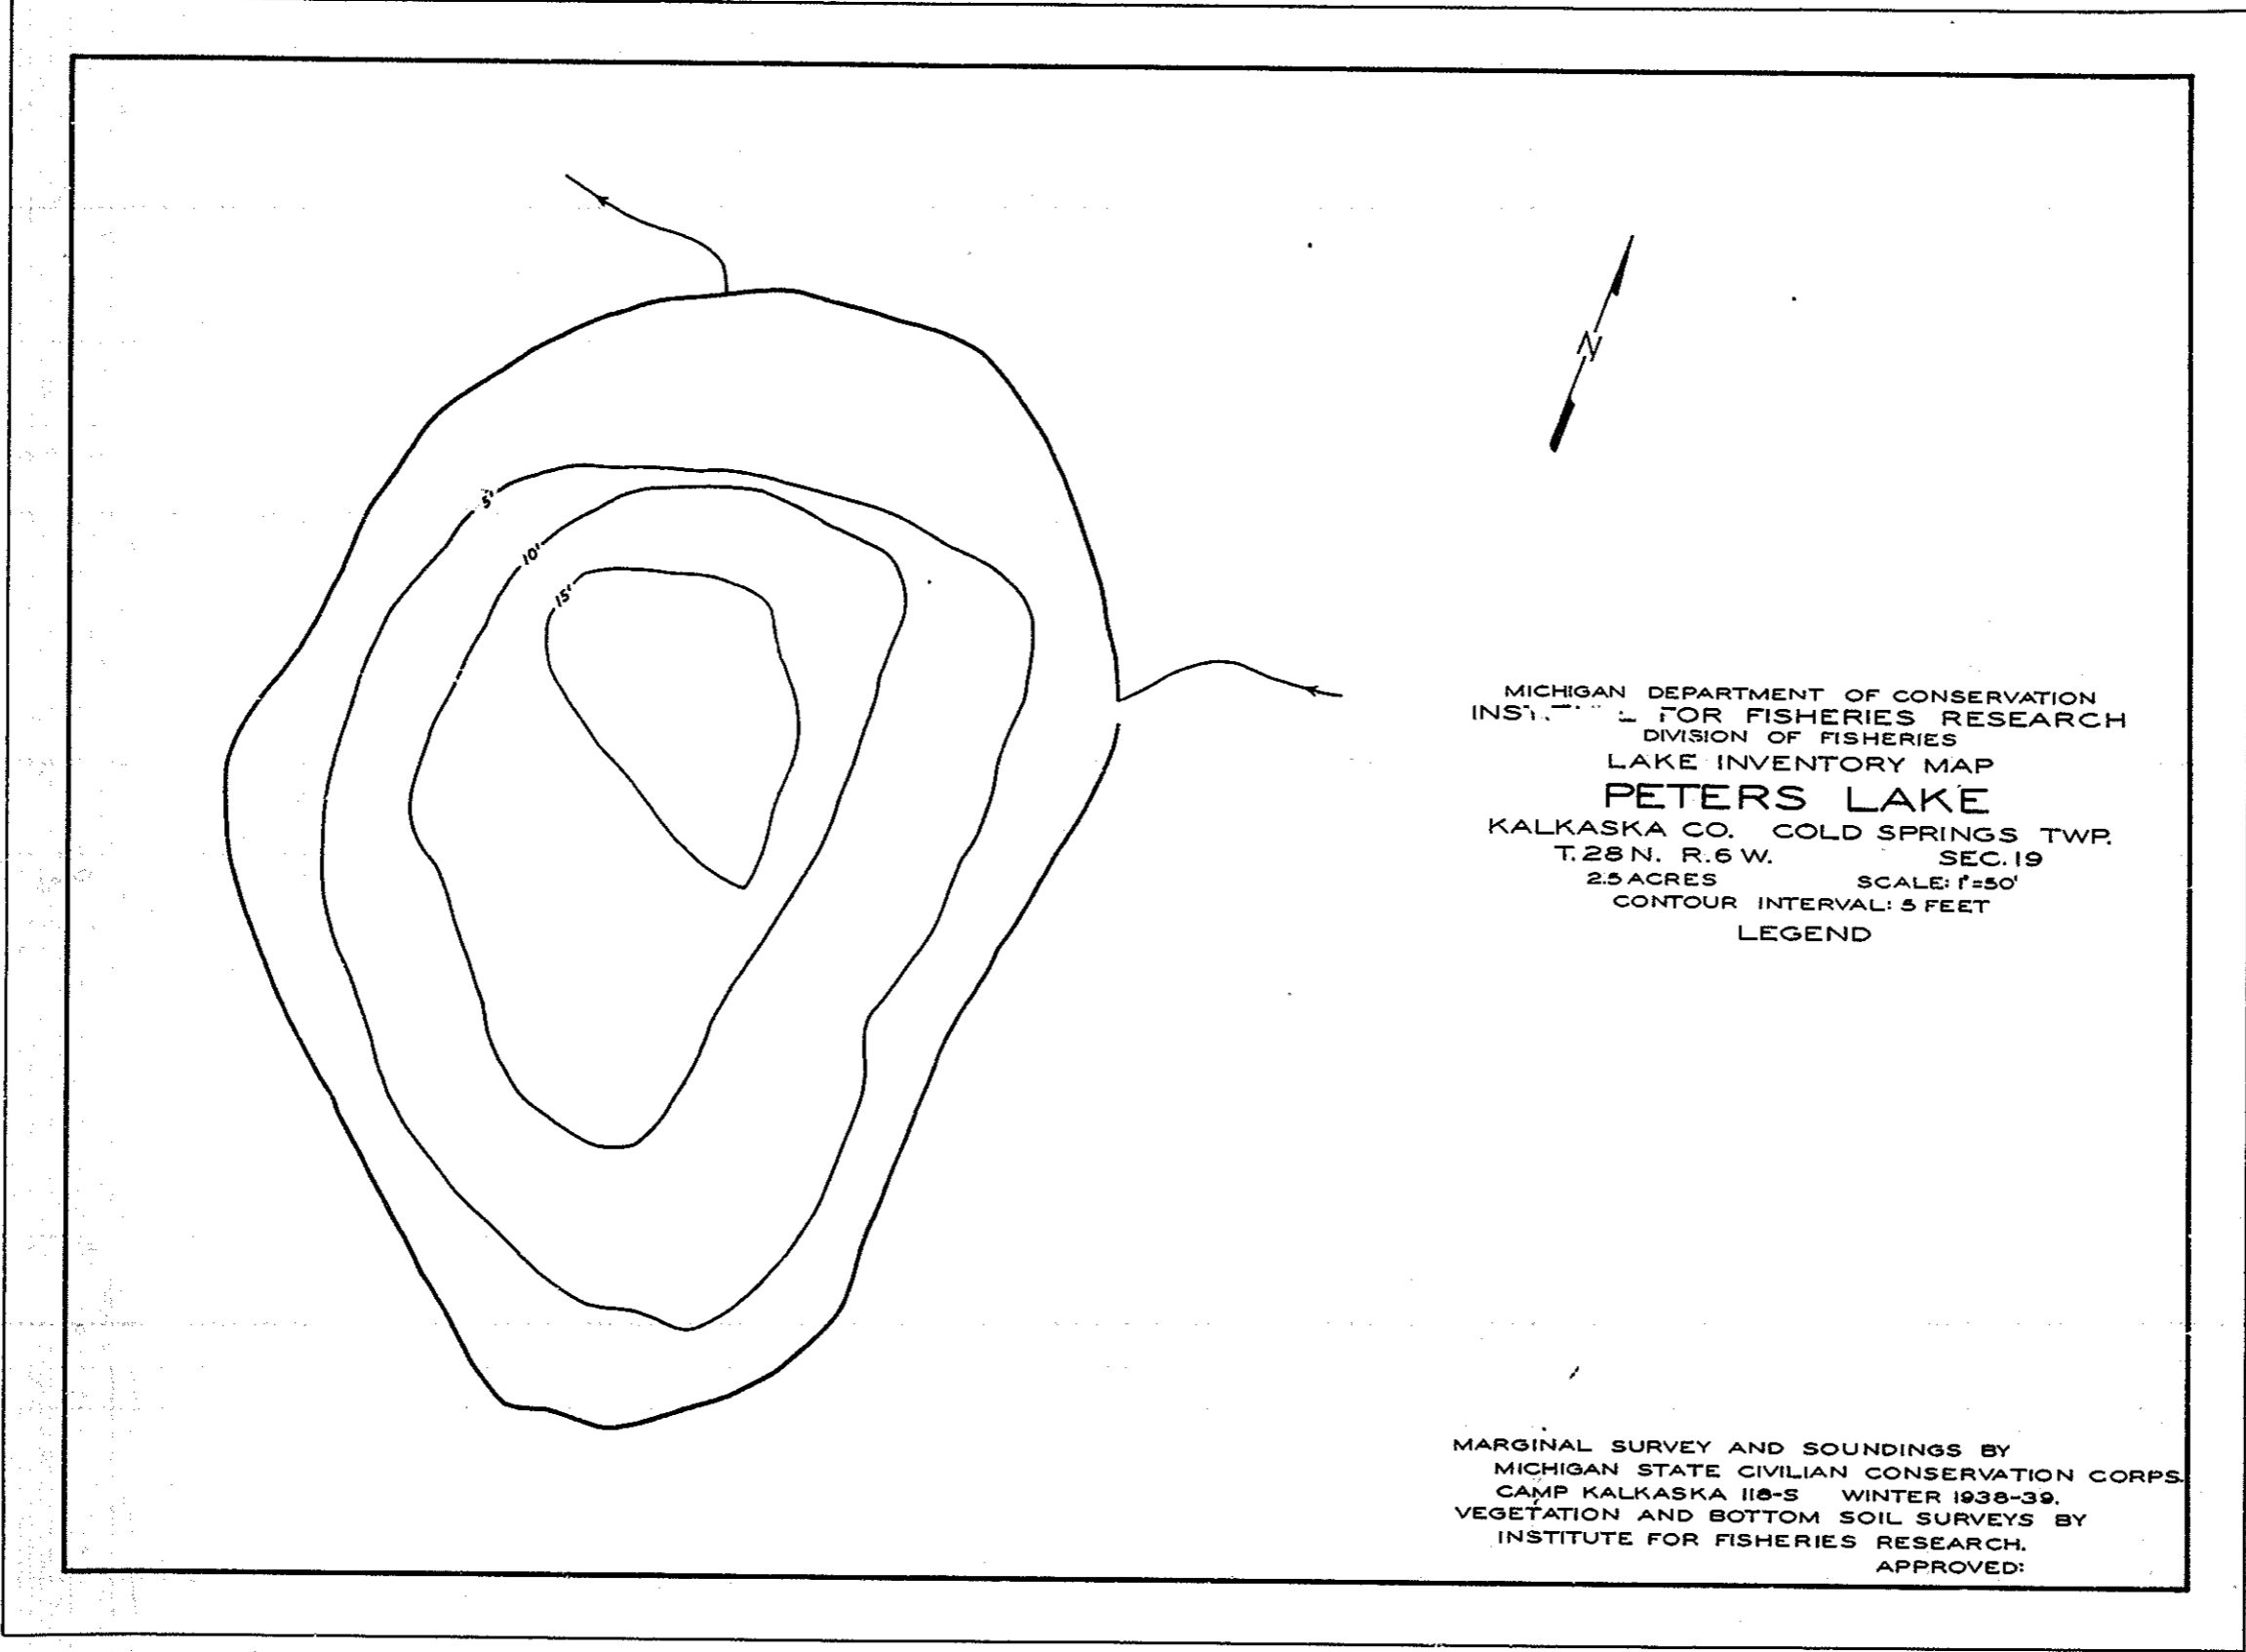 5'
10'
15'
N
MICHIGAN DEPARTMENT OF CONSERVATION
FOR FISHERIES RESEARCH
DIVISION OF FISHERIES
LAKE INVENTORY MAP
PETERS LAKE
KALKASKA CO. COLD SPRINGS TWP.
T.28N. R.6W. SEC.19
2.5 ACRES SCALE: 1"=50'
CONTOUR INTERVAL: 5 FEET
LEGEND
MARGINAL SURVEY AND SOUNDINGS BY
MICHIGAN STATE CIVILIAN CONSERVATION CORPS.
CAMP KALKASKA 118-S WINTER 1938-39.
VEGETATION AND BOTTOM SOIL SURVEYS BY
INSTITUTE FOR FISHERIES RESEARCH.
APPROVED: